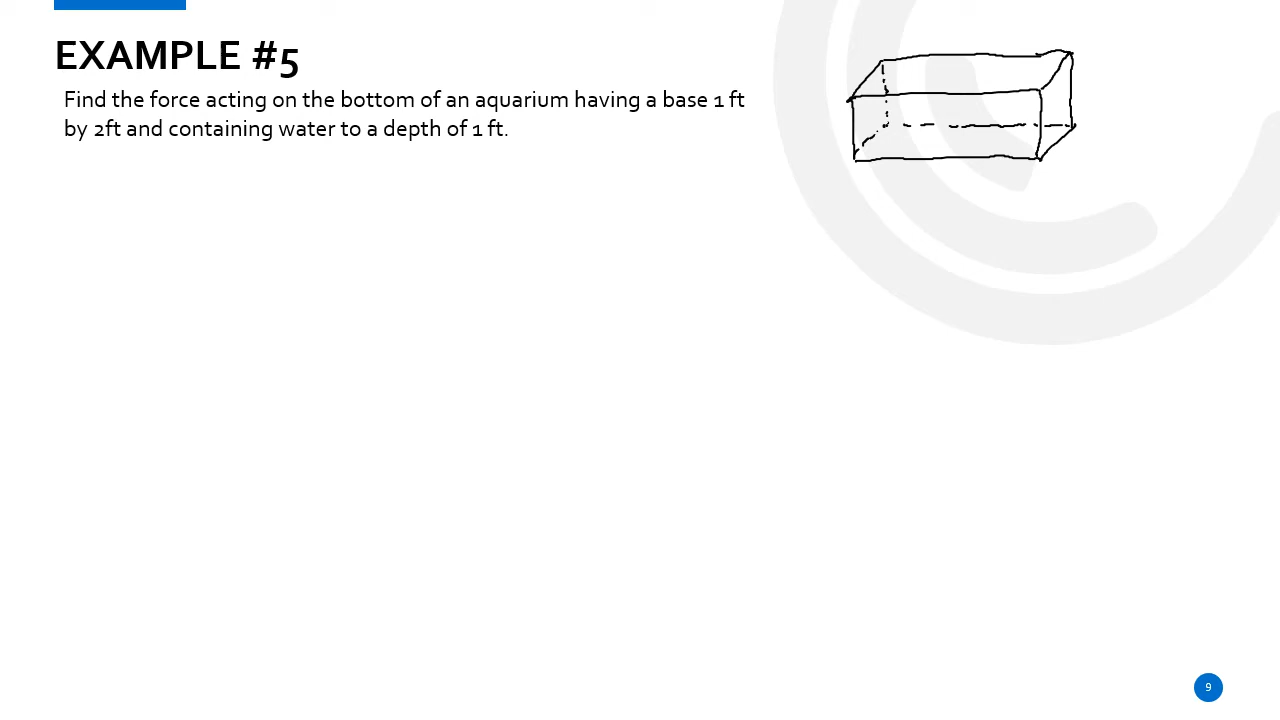 EXAMPLE #5
Find the force acting on the bottom of an aquarium having a base 1 ft
by 2ft and containing water to a depth of 1 ft.
9